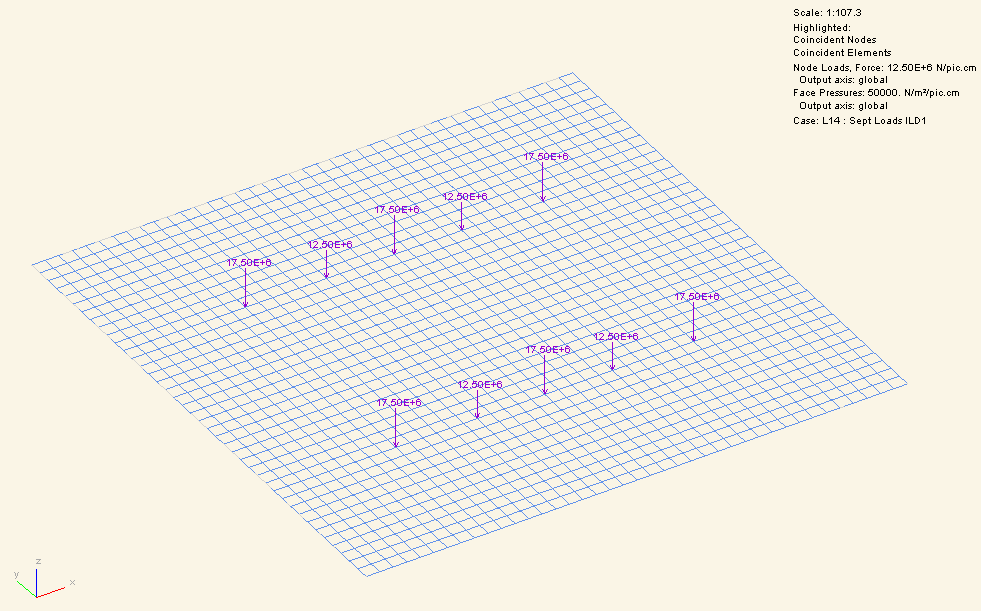 Scale: 1:107.3
Highlighted:
Coincident Nodes
Coincident Elements
Node Loads, Force: 12.50E+6 N/pic.cm
Output axis: global
Face Pressures: 50000. N/m²/pic.cm
Output axis: global
Case: L14 : Sept Loads ILD1
17.50E+6
12.50E+6
17.50E+6
12.50E+6
17.50E+6
17.50E+6
12.50E+6
17.50E+6
12.50E+6
17.50E+6
z
y
x